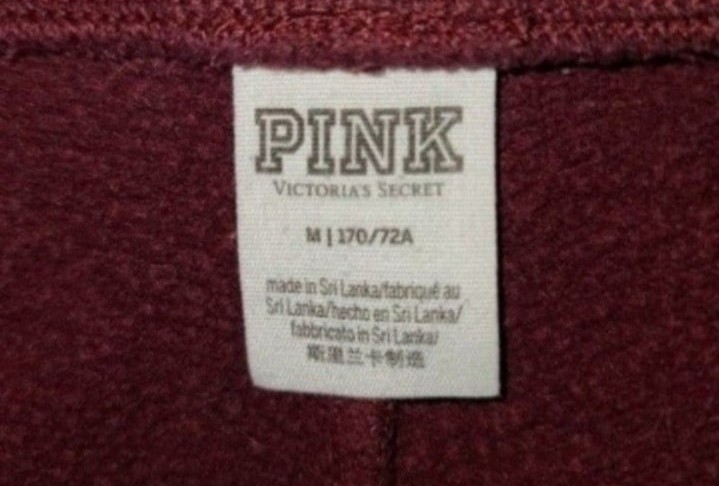 PINK
VICTORIA'S SECRET
M | 170/72A
made in Sri Lanka/fabriqué au
Sri Lanka/hecho en Sri Lanka/
fabbricato in Sri Lanka/
斯里兰卡制造